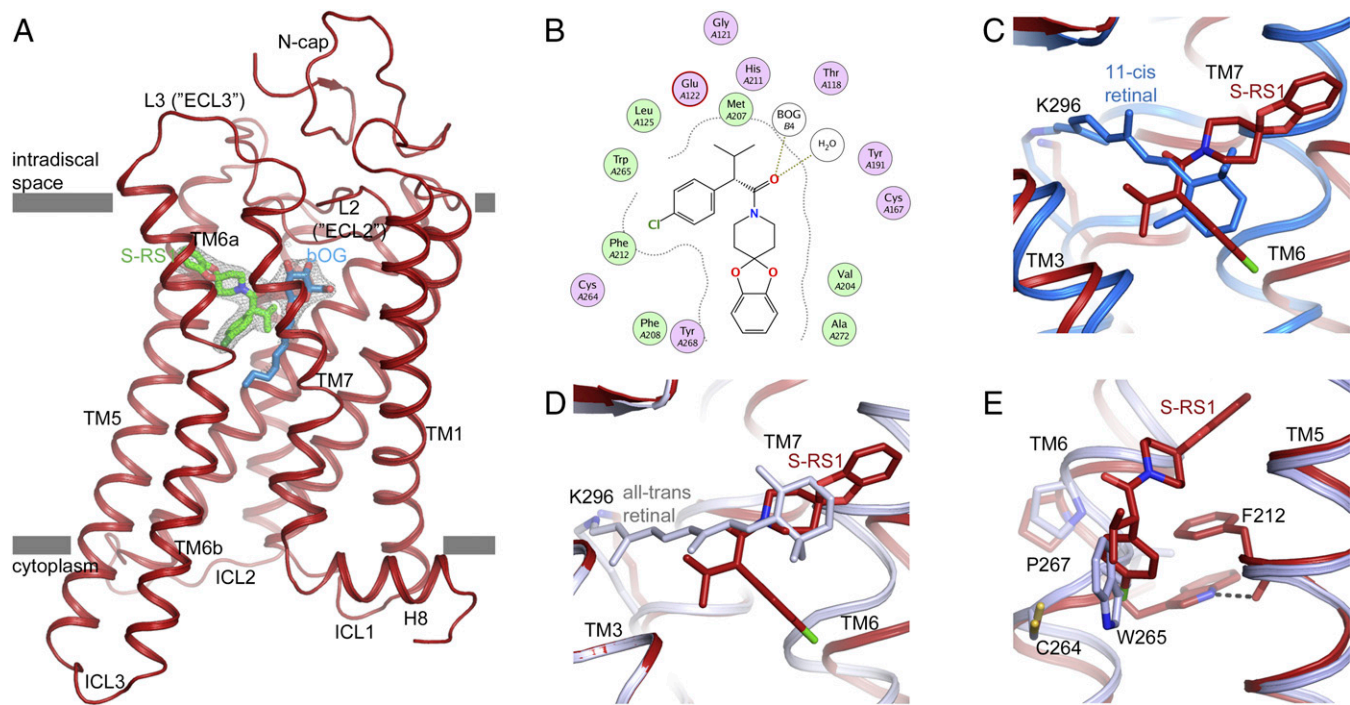 A
N-cap
L3 ("ECL3")
intradiscal
space
L2
("ECL2")
TM6a
S-RS
bOG
TM7
TM5
TM1
TM6b
cytoplasm
ICL2
ICL1
H8
ICL3
B
Gly
A121
Glu
A122
His
A211
Thr
A118
Leu
A125
Met
A207
BOG
B4
H₂O
Trp
A265
Tyr
A191
Cys
A167
O
Cl
N
Phe
A212
O
O
Cys
A264
Val
A204
Phe
A208
Tyr
A268
Ala
A272
C
11-cis
retinal
TM7
S-RS1
K296
TM3
TM6
D
TM7
S-RS1
K296
all-trans
retinal
TM3
TM6
E
S-RS1
TM6
TM5
F212
P267
W265
C264